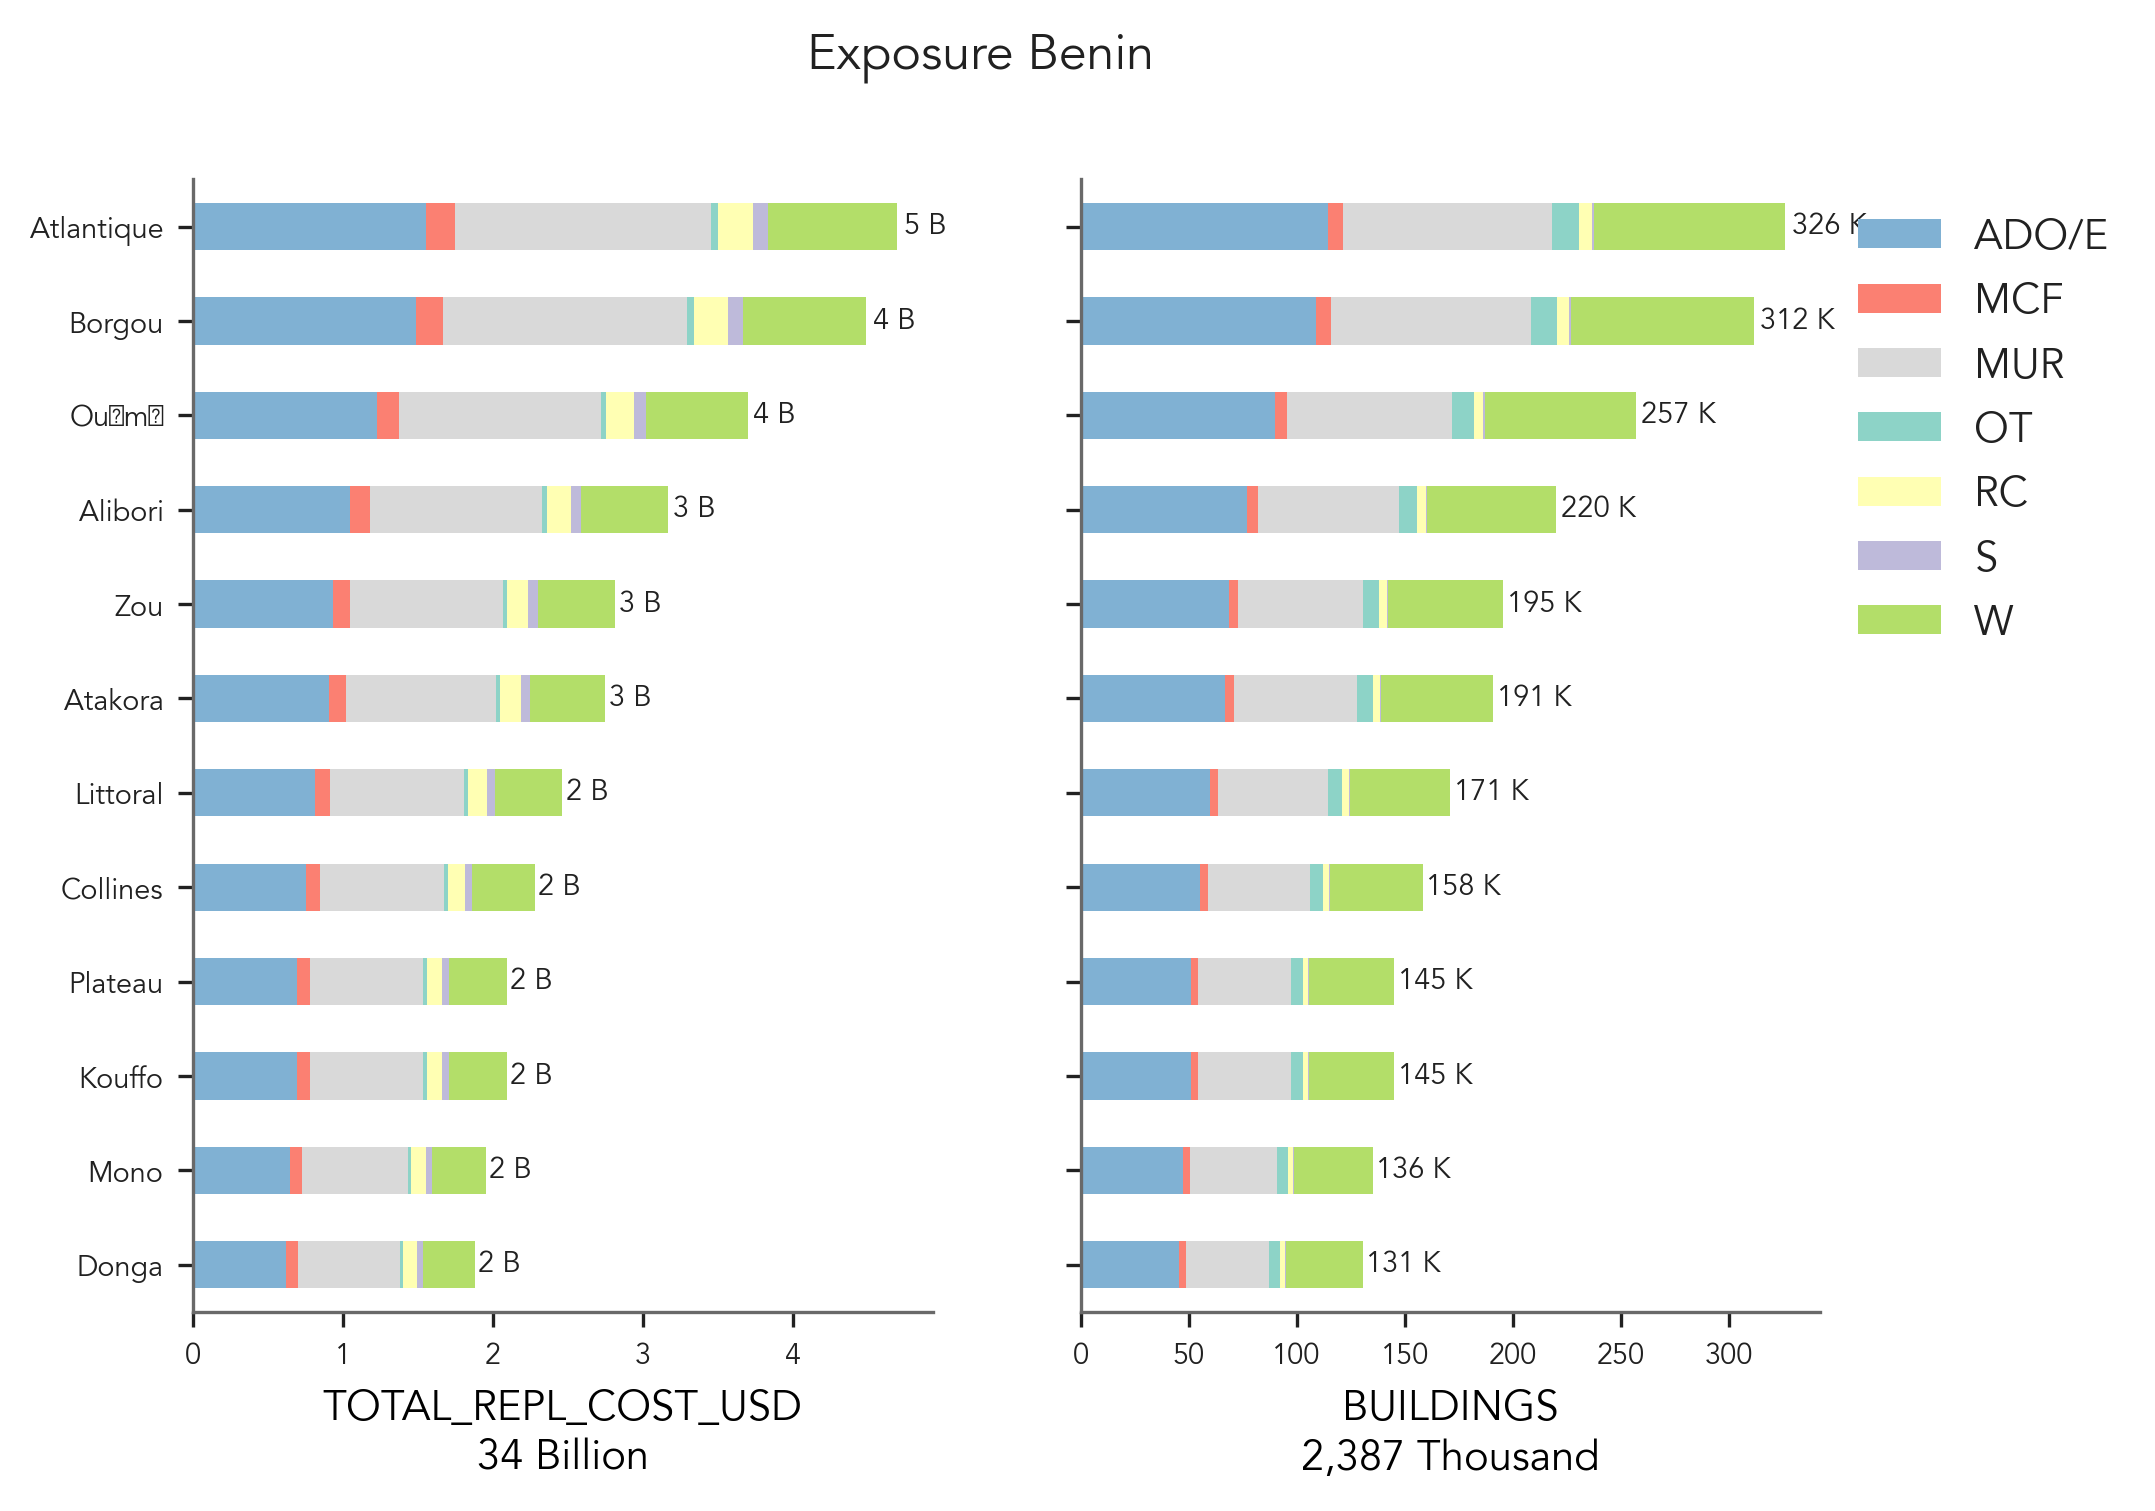 Exposure Benin
Atlantique
Borgou
Ou⍰m⍰
Alibori
Zou
Atakora
Littoral
Collines
Plateau
Kouffo
Mono
Donga
5 B
4 B
4 B
3 B
3 B
3 B
2 B
2 B
2 B
2 B
2 B
2 B
0 1 2 3 4
TOTAL_REPL_COST_USD
34 Billion
326 K
312 K
257 K
220 K
195 K
191 K
171 K
158 K
145 K
145 K
136 K
131 K
0 50 100 150 200 250 300
BUILDINGS
2,387 Thousand
ADO/E
MCF
MUR
OT
RC
S
W